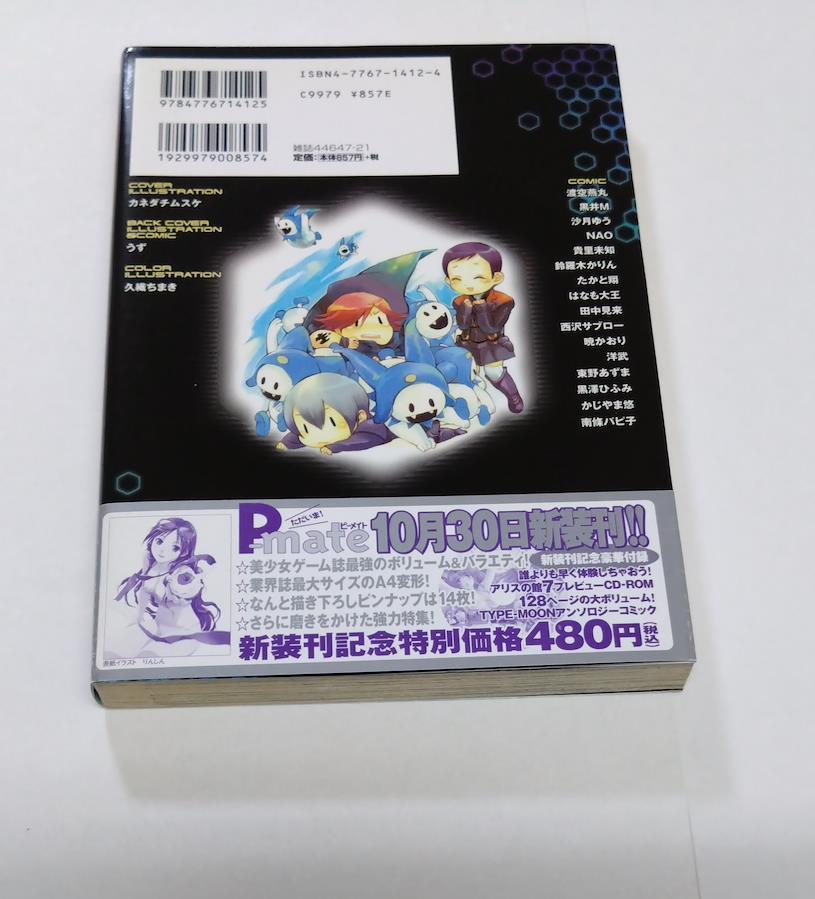 ISBN4-7767-1412-4
C9979 ¥857E
9784776714125
1929979008574
雑誌44647-21
定価:本体857円+税
COVER
ILLUSTRATION
カネダチムスケ
BACK COVER
ILLUSTRATION
&COMIC
うず
COLOR
ILLUSTRATION
久織ちまき
COMIC
渡空燕丸
黒井M
沙月ゆう
NAO
貴里未知
鈴羅木かりん
たかと翔
はなも大王
田中見来
西沢サブロー
暁かおり
洋武
東野あずま
黒澤ひふみ
かじやま悠
南條パピ子
ただいま!
P-mate ピーメイト 10月30日新装刊!!
☆美少女ゲーム誌最強のボリューム&バラエティ!
☆業界誌最大サイズのA4変形!
☆なんと描き下ろしピンナップは14枚!
☆さらに磨きをかけた強力特集!
新装刊記念豪華付録
誰よりも早く体験しちゃおう!
アリスの館7プレビューCD-ROM
128ページの大ボリューム!
TYPE-MOONアンソロジーコミック
新装刊記念特別価格480円(税込)
表紙イラスト りんしん